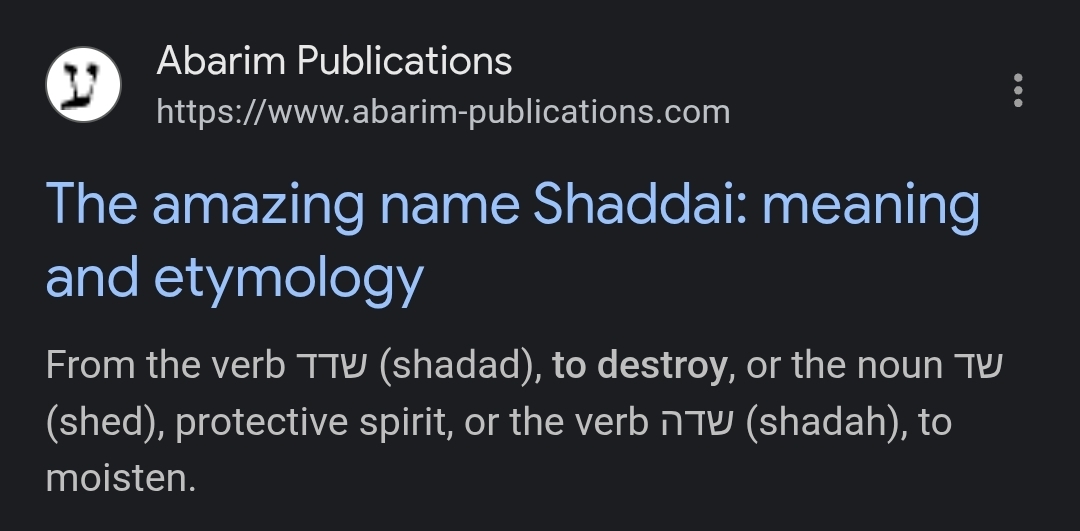 ע
Abarim Publications
https://www.abarim-publications.com
The amazing name Shaddai: meaning
and etymology
From the verb שדד (shadad), to destroy, or the noun שד
(shed), protective spirit, or the verb שדה (shadah), to
moisten.